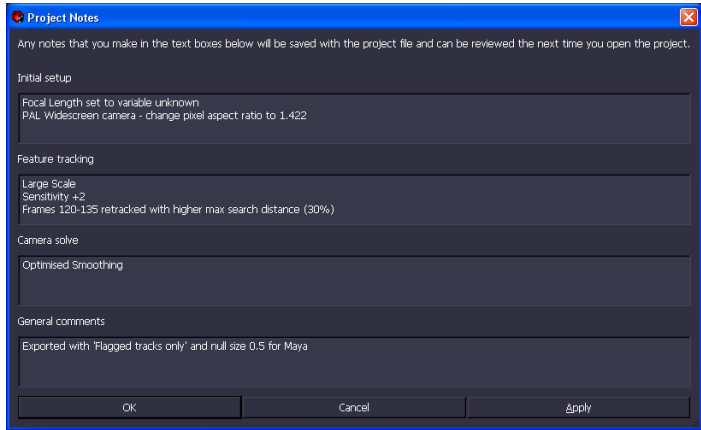 Project Notes
Any notes that you make in the text boxes below will be saved with the project file and can be reviewed the next time you open the project.
Initial setup
Focal Length set to variable unknown
PAL Widescreen camera - change pixel aspect ratio to 1.422
Feature tracking
Large Scale
Sensitivity +2
Frames 120-135 retracked with higher max search distance (30%)
Camera solve
Optimised Smoothing
General comments
Exported with 'Flagged tracks only' and null size 0.5 for Maya
OK Cancel Apply